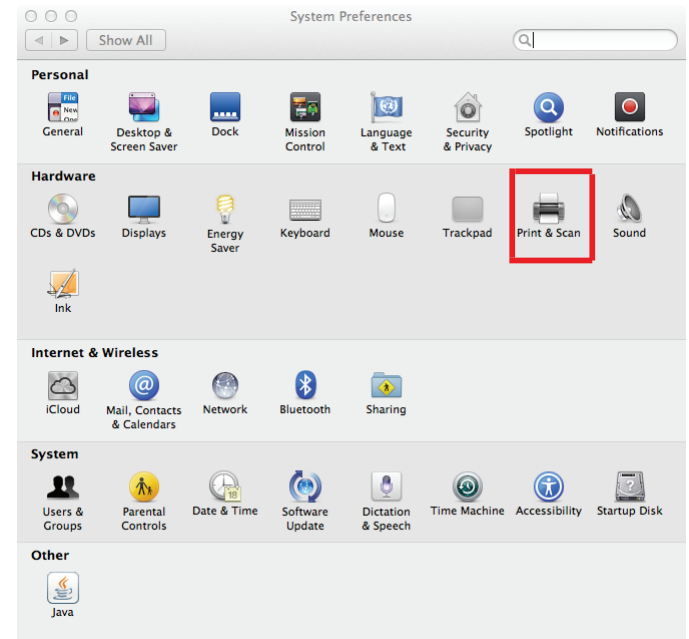 System Preferences
Show All
Personal
File
New
General
Desktop &
Screen Saver
Dock
Mission
Control
Language
& Text
Security
& Privacy
Spotlight
Notifications
Hardware
CDs & DVDs
Displays
Energy
Saver
Keyboard
Mouse
Trackpad
Print & Scan
Sound
Ink
Internet & Wireless
iCloud
@
Mail, Contacts
& Calendars
Network
Bluetooth
Sharing
System
Users &
Groups
Parental
Controls
18
Date & Time
Software
Update
Dictation
& Speech
Time Machine
Accessibility
?
Startup Disk
Other
Java